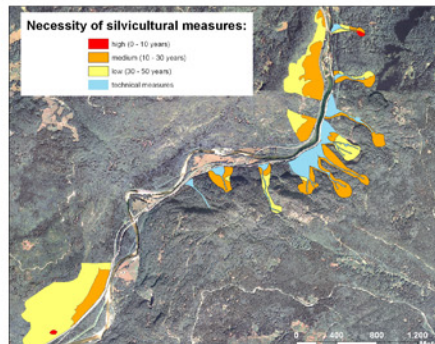 Necessity of silvicultural measures:
high (0 - 10 years)
medium (10 - 30 years)
low (30 - 50 years)
technical measures
0 400 800 1.200